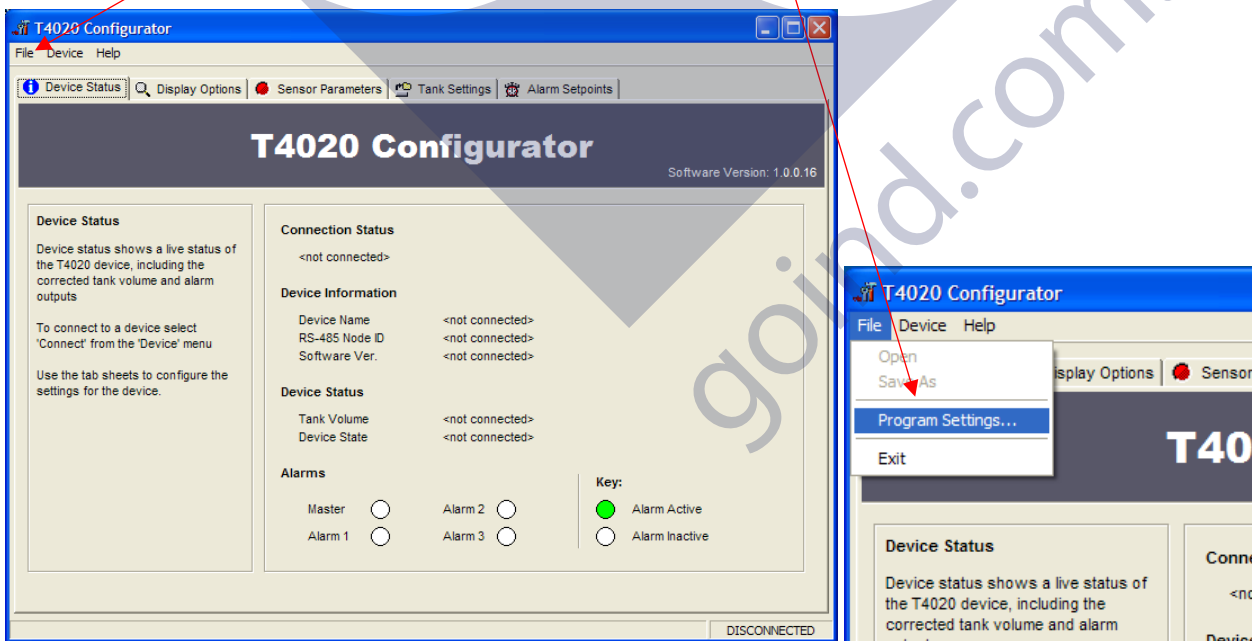 T4020 Configurator
File Device Help
Device Status Display Options Sensor Parameters Tank Settings Alarm Setpoints
T4020 Configurator
Software Version: 1.0.0.16
Device Status
Device status shows a live status of
the T4020 device, including the
corrected tank volume and alarm
outputs
To connect to a device select
'Connect' from the 'Device' menu
Use the tab sheets to configure the
settings for the device.
Connection Status
<not connected>
Device Information
Device Name <not connected>
RS-485 Node ID <not connected>
Software Ver. <not connected>
Device Status
Tank Volume <not connected>
Device State <not connected>
Alarms
Key:
Master Alarm 2 Alarm Active
Alarm 1 Alarm 3 Alarm Inactive
DISCONNECTED
goind.com
T4020 Configurator
File Device Help
Open
Save As
Program Settings...
Exit
isplay Options Sensor
T40
Device Status
Device status shows a live status of
the T4020 device, including the
corrected tank volume and alarm
Conne
<no